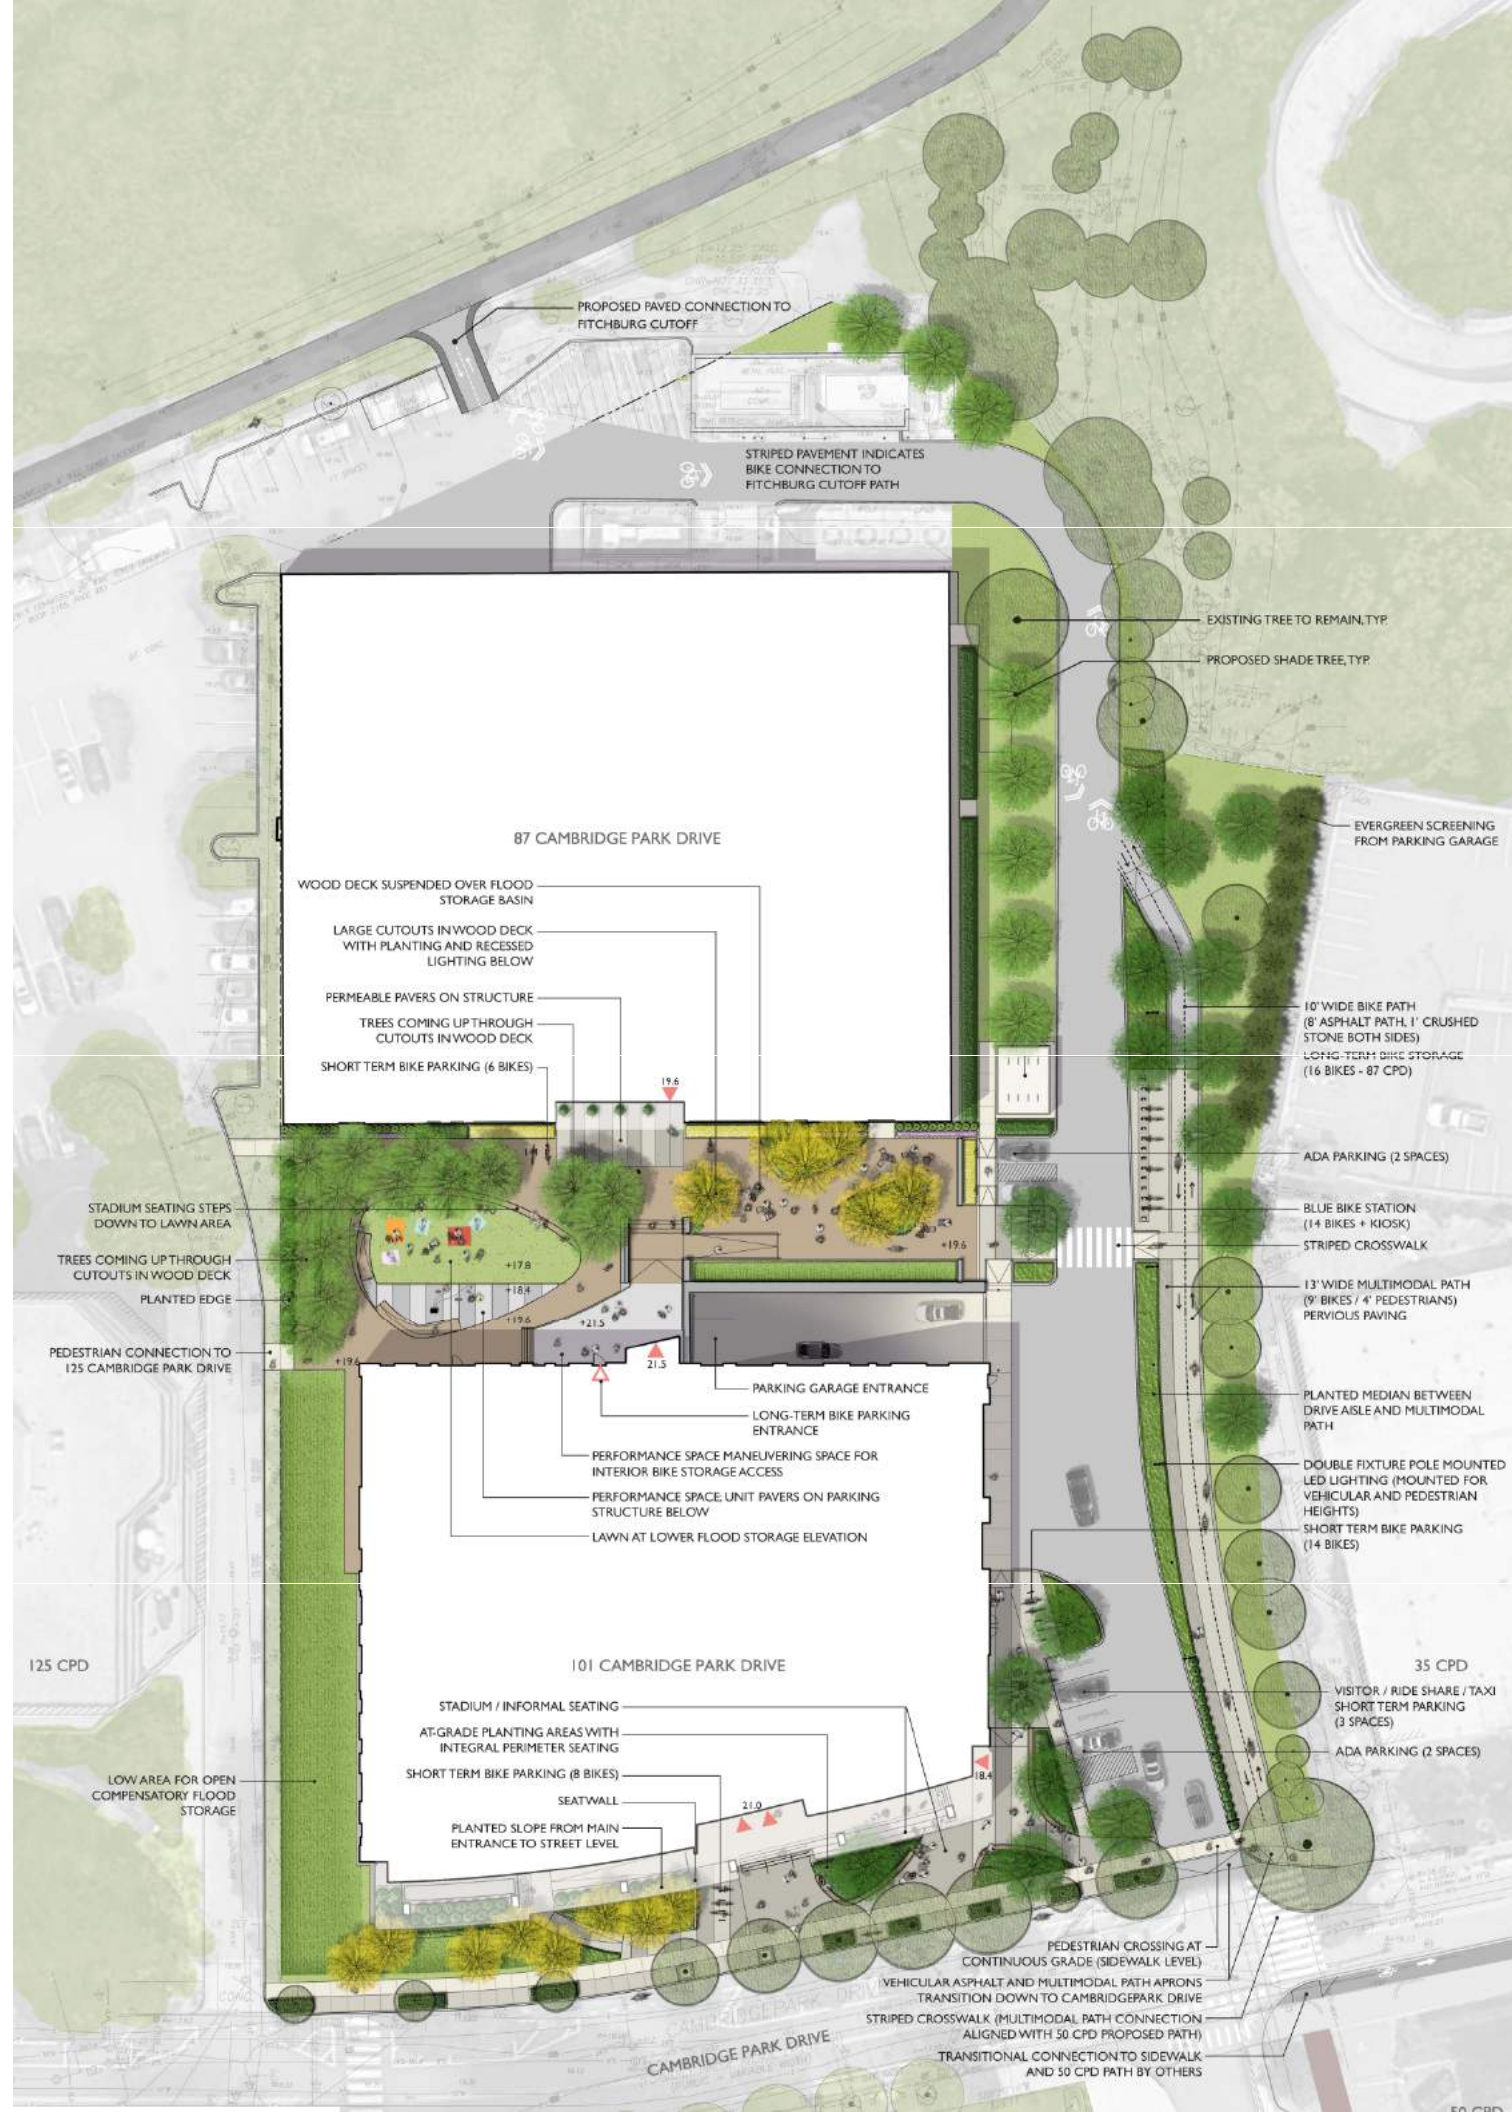 PROPOSED PAVED CONNECTION TO
FITCHBURG CUTOFF
STRIPED PAVEMENT INDICATES
BIKE CONNECTION TO
FITCHBURG CUTOFF PATH
EXISTING TREE TO REMAIN, TYP.
PROPOSED SHADE TREE, TYP.
87 CAMBRIDGE PARK DRIVE
EVERGREEN SCREENING
FROM PARKING GARAGE
WOOD DECK SUSPENDED OVER FLOOD
STORAGE BASIN
LARGE CUTOUTS IN WOOD DECK
WITH PLANTING AND RECESSED
LIGHTING BELOW
PERMEABLE PAVERS ON STRUCTURE
TREES COMING UP THROUGH
CUTOUTS IN WOOD DECK
SHORT TERM BIKE PARKING (6 BIKES)
19.6
10' WIDE BIKE PATH
(8' ASPHALT PATH, 1' CRUSHED
STONE BOTH SIDES)
LONG-TERM BIKE STORAGE
(16 BIKES - 87 CPD)
ADA PARKING (2 SPACES)
BLUE BIKE STATION
(14 BIKES + KIOSK)
STRIPED CROSSWALK
13' WIDE MULTIMODAL PATH
(9' BIKES / 4' PEDESTRIANS)
PERVIOUS PAVING
STADIUM SEATING STEPS
DOWN TO LAWN AREA
TREES COMING UP THROUGH
CUTOUTS IN WOOD DECK
PLANTED EDGE
PEDESTRIAN CONNECTION TO
125 CAMBRIDGE PARK DRIVE
+19.6
+17.8
+18.4
+19.6
+21.5
+19.6
21.5
PARKING GARAGE ENTRANCE
LONG-TERM BIKE PARKING
ENTRANCE
PERFORMANCE SPACE MANEUVERING SPACE FOR
INTERIOR BIKE STORAGE ACCESS
PERFORMANCE SPACE, UNIT PAVERS ON PARKING
STRUCTURE BELOW
LAWN AT LOWER FLOOD STORAGE ELEVATION
PLANTED MEDIAN BETWEEN
DRIVE AISLE AND MULTIMODAL
PATH
DOUBLE FIXTURE POLE MOUNTED
LED LIGHTING (MOUNTED FOR
VEHICULAR AND PEDESTRIAN
HEIGHTS)
SHORT TERM BIKE PARKING
(14 BIKES)
125 CPD
101 CAMBRIDGE PARK DRIVE
35 CPD
VISITOR / RIDE SHARE / TAXI
SHORT TERM PARKING
(3 SPACES)
ADA PARKING (2 SPACES)
STADIUM / INFORMAL SEATING
AT-GRADE PLANTING AREAS WITH
INTEGRAL PERIMETER SEATING
SHORT TERM BIKE PARKING (8 BIKES)
SEATWALL
PLANTED SLOPE FROM MAIN
ENTRANCE TO STREET LEVEL
21.0
18.4
LOW AREA FOR OPEN
COMPENSATORY FLOOD
STORAGE
PEDESTRIAN CROSSING AT
CONTINUOUS GRADE (SIDEWALK LEVEL)
VEHICULAR ASPHALT AND MULTIMODAL PATH APRONS
TRANSITION DOWN TO CAMBRIDGEPARK DRIVE
STRIPED CROSSWALK (MULTIMODAL PATH CONNECTION
ALIGNED WITH 50 CPD PROPOSED PATH)
TRANSITIONAL CONNECTION TO SIDEWALK
AND 50 CPD PATH BY OTHERS
CAMBRIDGEPARK DRIVE
CAMBRIDGE PARK DRIVE
50 CPD